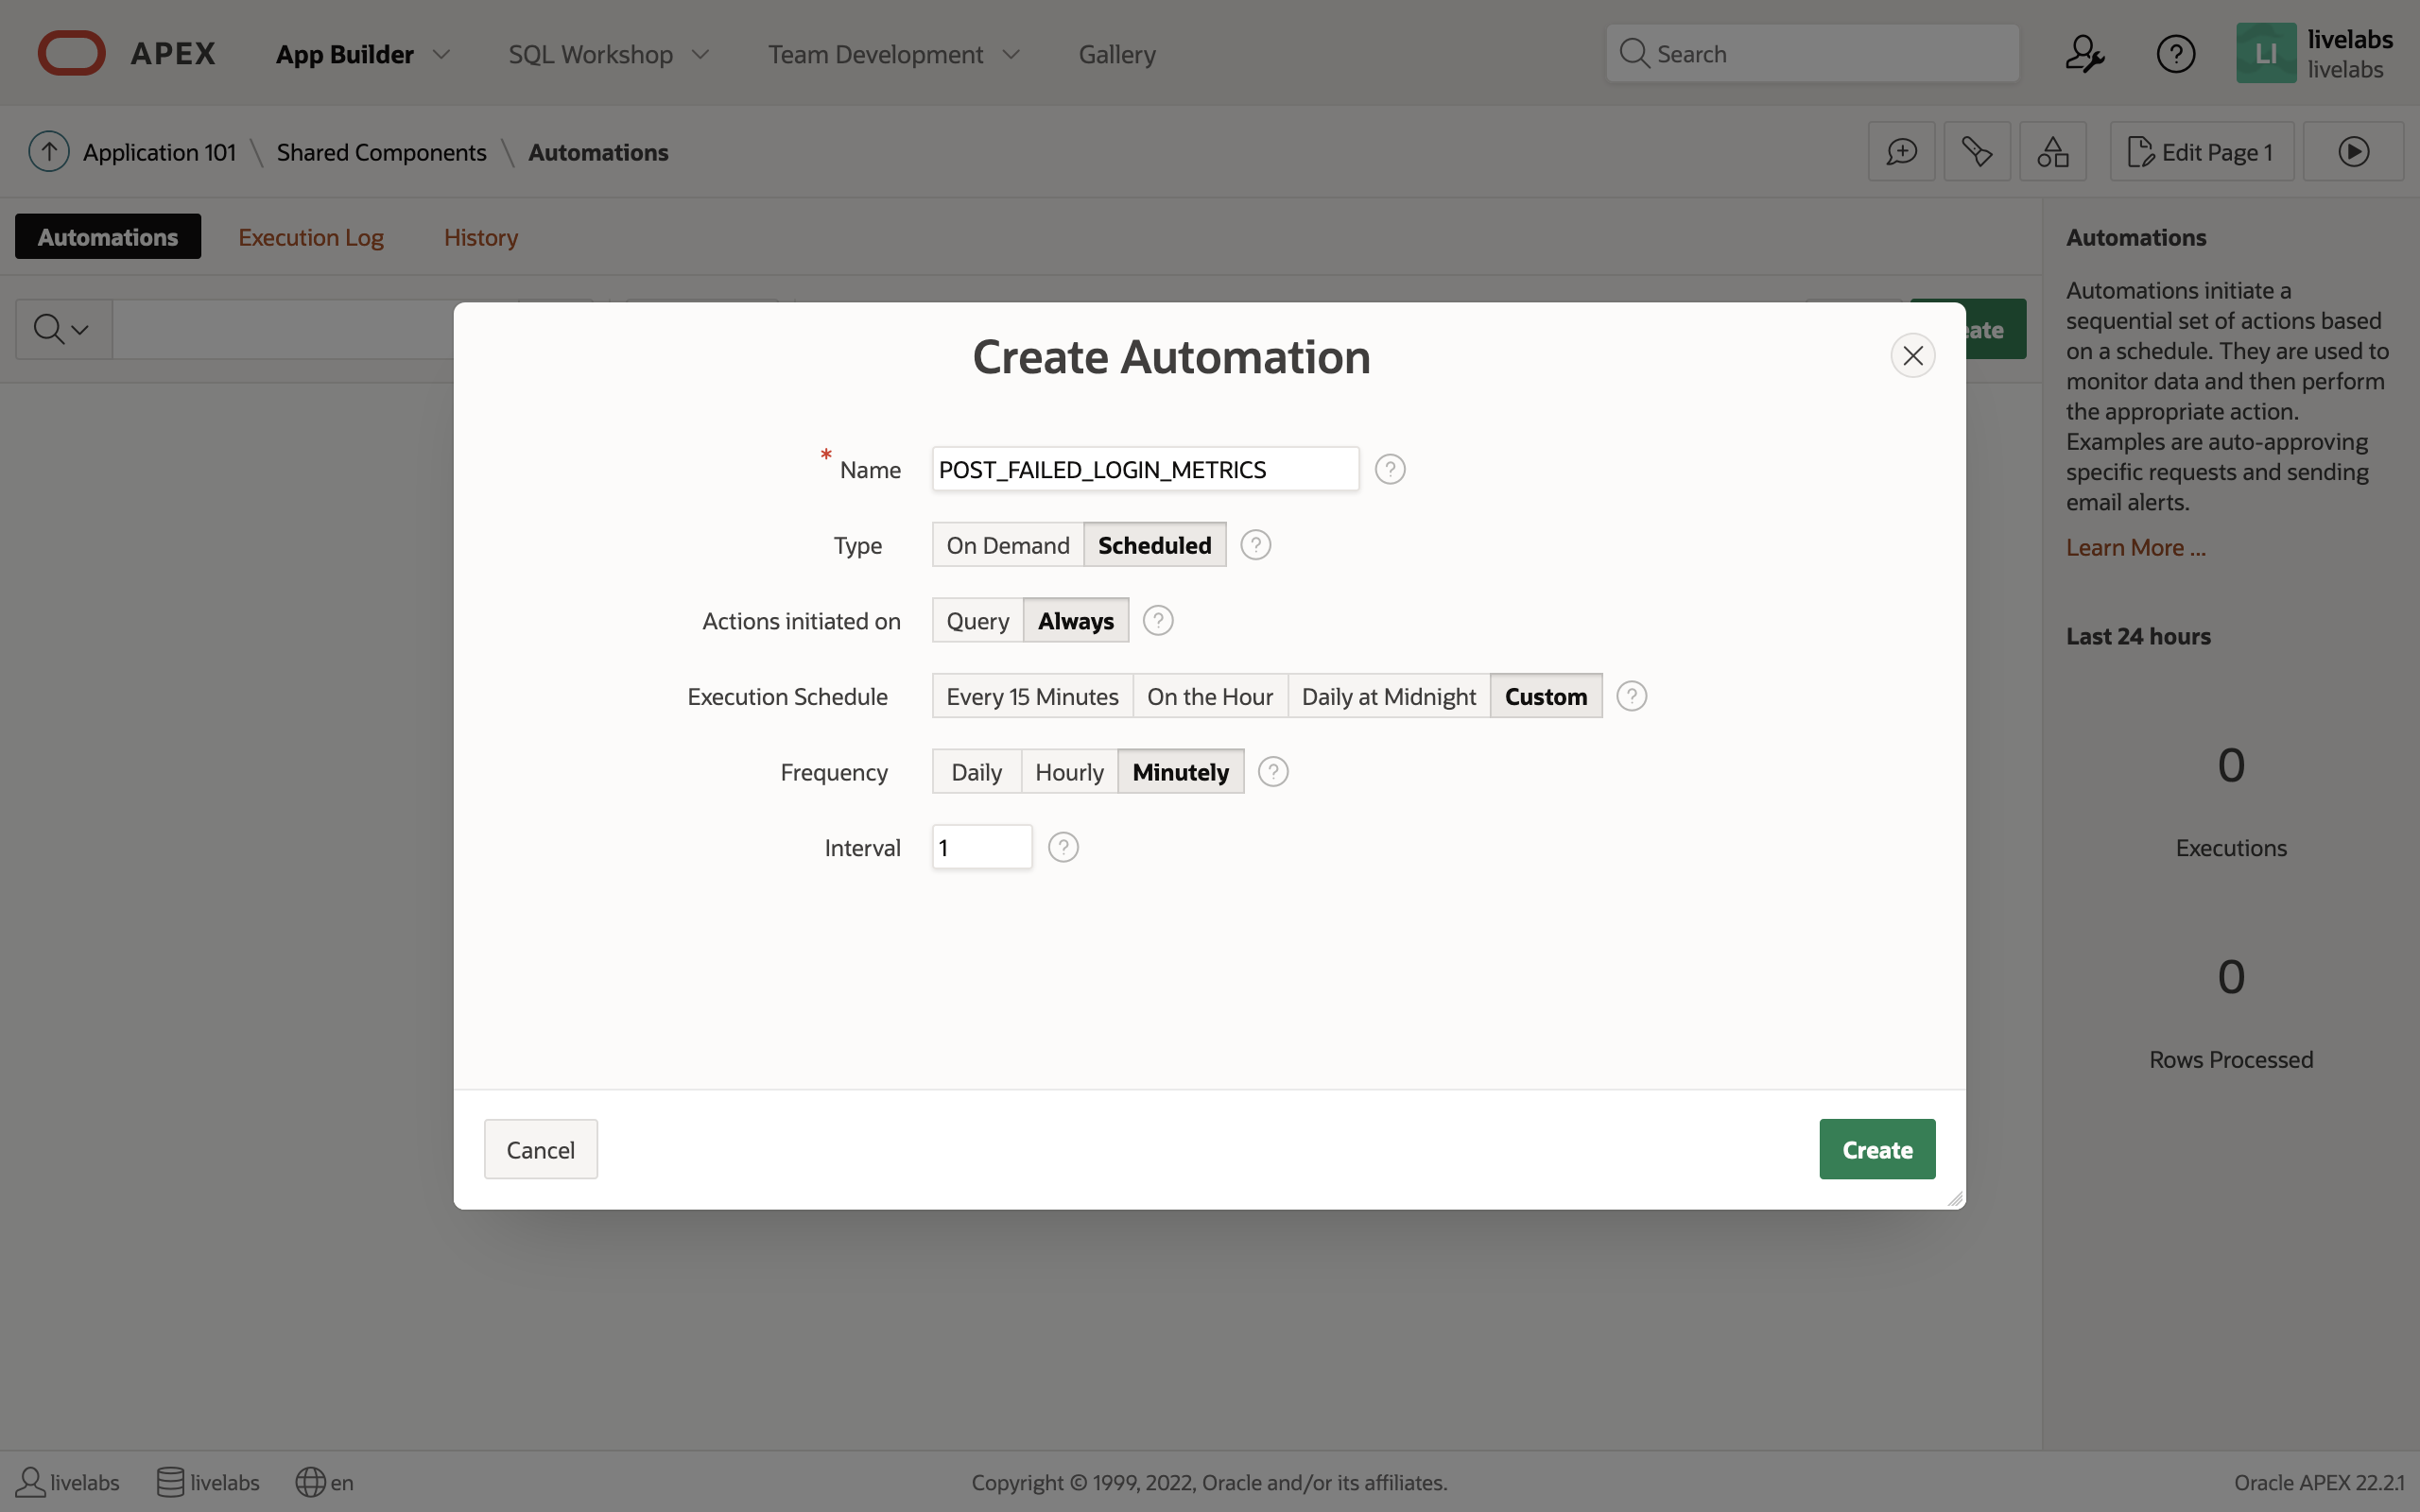 APEX App Builder SQL Workshop Team Development Gallery Search LI livelabs
livelabs
Application 101 \ Shared Components \ Automations Edit Page 1
Automations Execution Log History
Create Automation
* Name POST_FAILED_LOGIN_METRICS
Type On Demand Scheduled
Actions initiated on Query Always
Execution Schedule Every 15 Minutes On the Hour Daily at Midnight Custom
Frequency Daily Hourly Minutely
Interval 1
Cancel Create
Automations
Automations initiate a
sequential set of actions based
on a schedule. They are used to
monitor data and then perform
the appropriate action.
Examples are auto-approving
specific requests and sending
email alerts.
Learn More ...
Last 24 hours
0
Executions
0
Rows Processed
livelabs livelabs en Copyright © 1999, 2022, Oracle and/or its affiliates. Oracle APEX 22.2.1